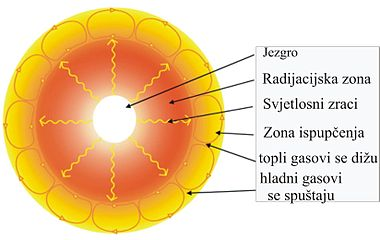 Jezgro
Radijacijska zona
Svjetlosni zraci
Zona ispupčenja
topli gasovi se dižu
hladni gasovi
se spuštaju